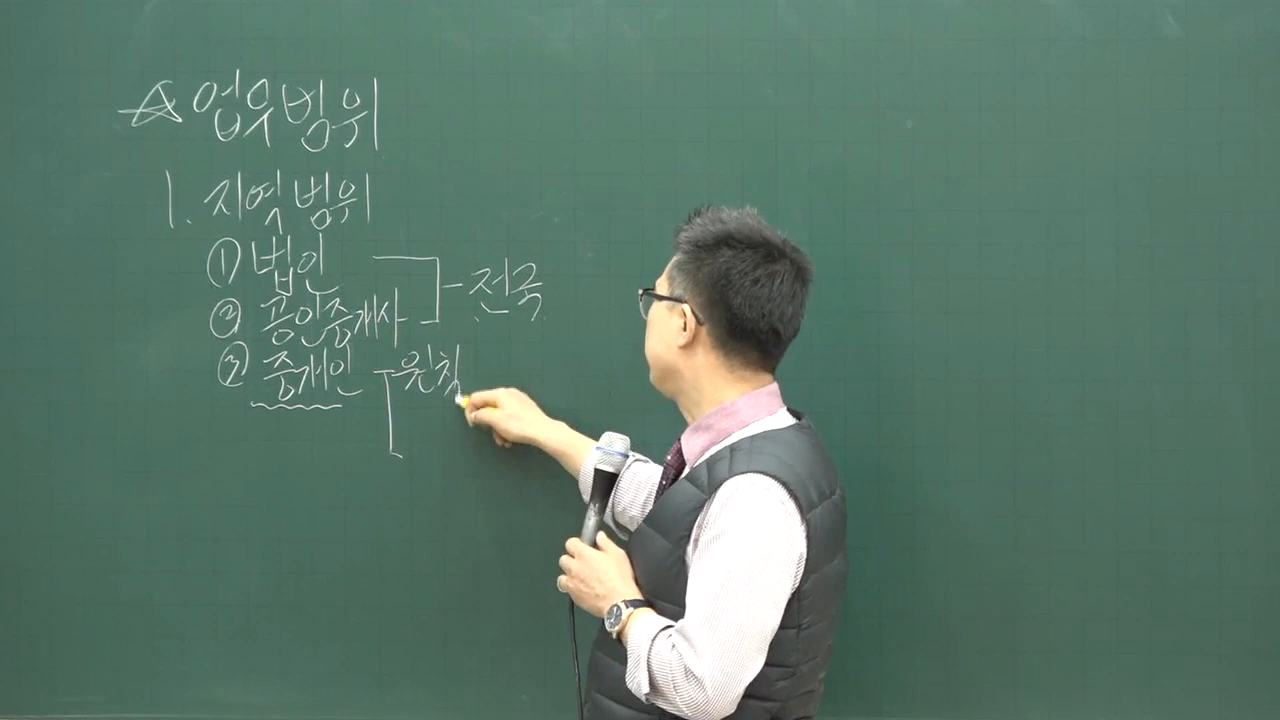 ☆ 업무범위
1. 지역범위
① 법인
전국
② 공인중개사
③ 중개인 원칙